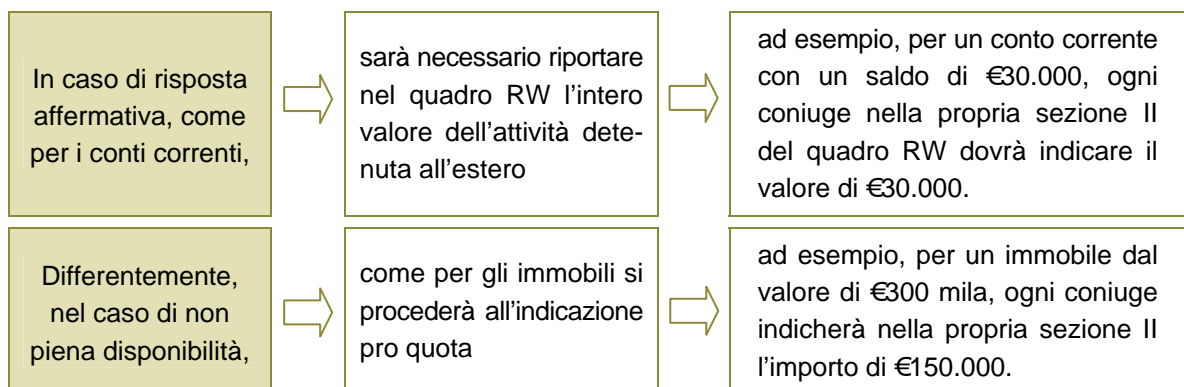 In caso di risposta
affermativa, come
per i conti correnti,
sarà necessario riportare
nel quadro RW l'intero
valore dell'attività dete-
nuta all'estero
ad esempio, per un conto corrente
con un saldo di €30.000, ogni
coniuge nella propria sezione II
del quadro RW dovrà indicare il
valore di €30.000.
Differentemente,
nel caso di non
piena disponibilità,
come per gli immobili si
procederà all'indicazione
pro quota
ad esempio, per un immobile dal
valore di €300 mila, ogni coniuge
indicherà nella propria sezione II
l'importo di €150.000.